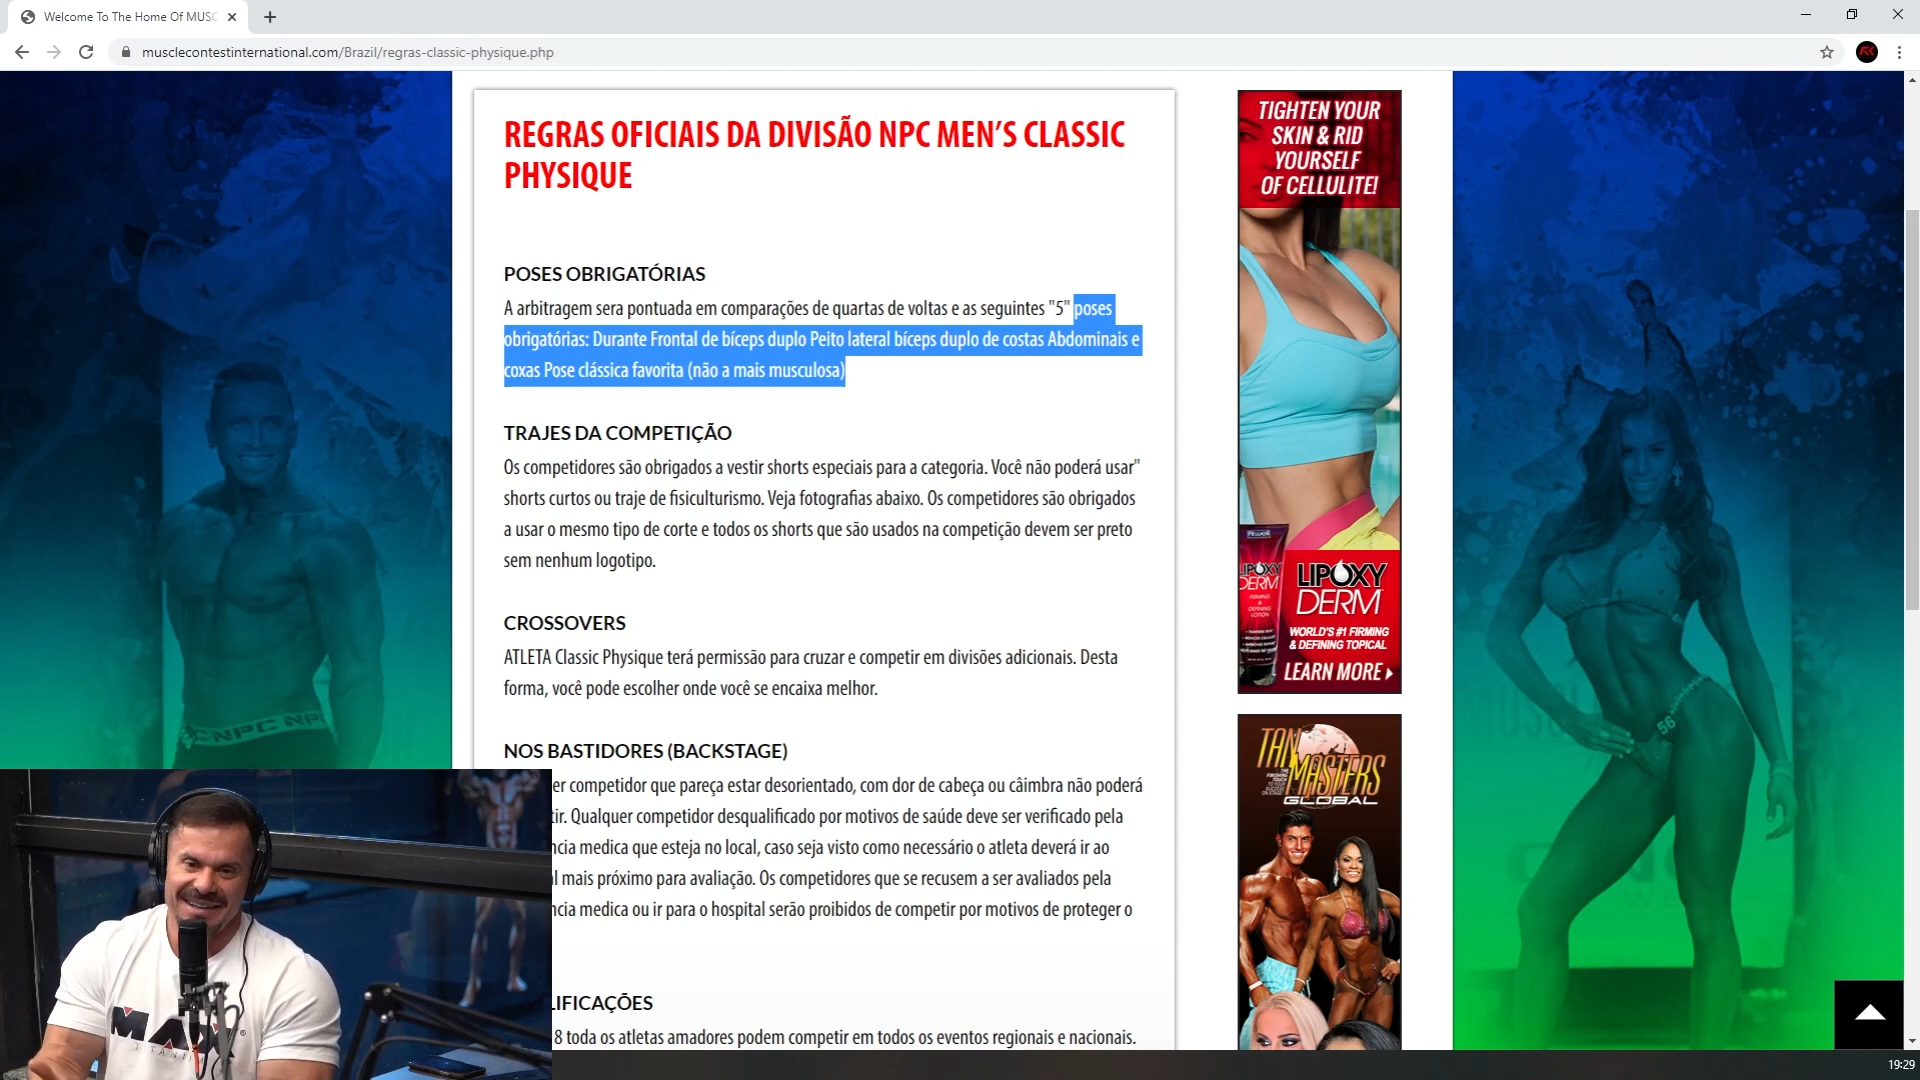 Welcome To The Home Of MUSC
musclecontestinternational.com/Brazil/regras-classic-physique.php
REGRAS OFICIAIS DA DIVISÃO NPC MEN'S CLASSIC
PHYSIQUE
POSES OBRIGATÓRIAS
A arbitragem sera pontuada em comparações de quartas de voltas e as seguintes "5" poses
obrigatórias: Durante Frontal de bíceps duplo Peito lateral bíceps duplo de costas Abdominais e
coxas Pose clássica favorita (não a mais musculosa)
TRAJES DA COMPETIÇÃO
Os competidores são obrigados a vestir shorts especiais para a categoria. Você não poderá usar"
shorts curtos ou traje de fisiculturismo. Veja fotografias abaixo. Os competidores são obrigados
a usar o mesmo tipo de corte e todos os shorts que são usados na competição devem ser preto
sem nenhum logotipo.
CROSSOVERS
ATLETA Classic Physique terá permissão para cruzar e competir em divisões adicionais. Desta
forma, você pode escolher onde você se encaixa melhor.
NOS BASTIDORES (BACKSTAGE)
er competidor que pareça estar desorientado, com dor de cabeça ou câimbra não poderá
tir. Qualquer competidor desqualificado por motivos de saúde deve ser verificado pela
ncia medica que esteja no local, caso seja visto como necessário o atleta deverá ir ao
l mais próximo para avaliação. Os competidores que se recusem a ser avaliados pela
ncia medica ou ir para o hospital serão proibidos de competir por motivos de proteger o
LIFICAÇÕES
8 toda os atletas amadores podem competir em todos os eventos regionais e nacionais.
TIGHTEN YOUR
SKIN & RID
YOURSELF
OF CELLULITE!
LIPOXY
DERM
LIPOXY
DERM
WORLD'S #1 FIRMING
& DEFINING TOPICAL
LEARN MORE
TAN
MASTERS
GLOBAL
NPC NP
56
MAX
TITANIUM
19:29